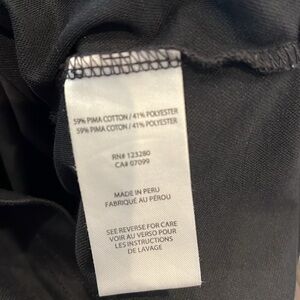 59% PIMA COTTON / 41% POLYESTER
59% PIMA COTTON / 41% POLYESTER
RN# 123280
CA# 07099
MADE IN PERU
FABRIQUÉ AU PÉROU
SEE REVERSE FOR CARE
VOIR AU VERSO POUR
LES INSTRUCTIONS
DE LAVAGE